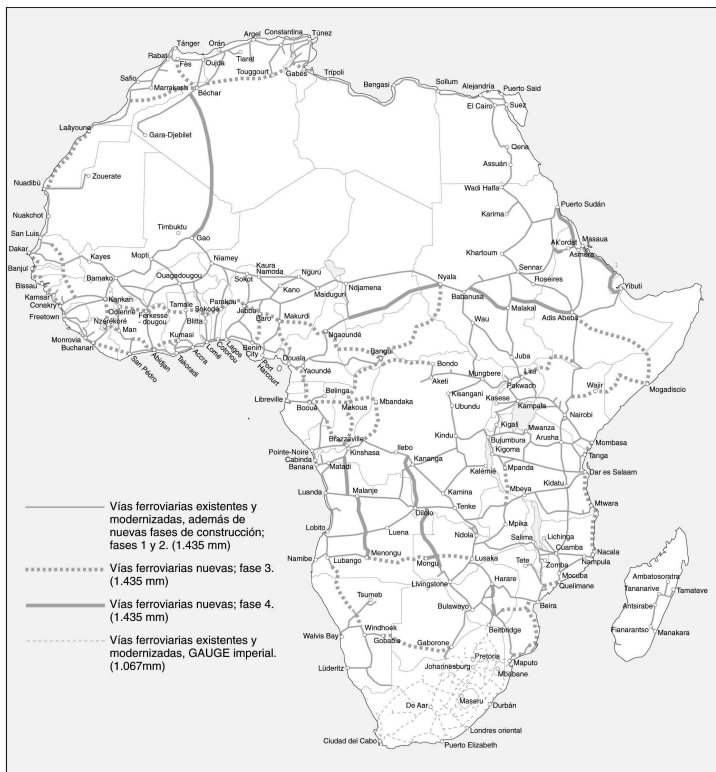 Tánger
Orán
Argel
Constantina
Túnez
Rabat
Fès
Oujda
Tiaret
Touggourt
Gabès
Trípoli
Safio
Marrakash
Béchar
Bengasi
Sollum
Alejandría
Puerto Said
El Cairo
Suez
Laâyoune
Gara-Djebilet
Qena
Assuán
Nuadibú
Zouerate
Wadi Halfa
Nuakchot
Karima
Puerto Sudán
San Luis
Timbuktu
Gao
Dakar
Kayes
Mopti
Niamey
Kaura
Namoda
Nguru
Khartoum
Ak'ordat
Masaua
Asmera
Banjul
Bamako
Ouagadougou
Sokot
Kano
Ndjamena
Nyala
Sennar
Roseires
Yibuti
Bissau
Kamsar
Conakry
Freetown
Kankan
Odienne
Ferkesse
-dougou
Tamale
Sokodé
Parakou
Jebba
Baro
Maiduguri
Babanusa
Malakal
Adis Abeba
Nzerékoré
Man
Blitta
Makurdi
Ngaoundé
Wau
Monrovia
Buchanan
Kumasi
San Pedro
Abidjan
Takoradi
Accra
Lomé
Cotonou
Lagos
Benin
City
Port
Harcourt
Douala
Yaoundé
Bangui
Bondo
Aketi
Mungbere
Juba
Lira
Pakwach
Wajir
Mogadiscio
Libreville
Belinga
Booué
Makoua
Mbandaka
Kisangani
Ubundu
Kasese
Kampala
Nairobi
Kigali
Mwanza
Brazzaville
Kindu
Bujumbura
Kigoma
Arusha
Mombasa
Tanga
Pointe-Noire
Cabinda
Banana
Kinshasa
Matadi
Ilebo
Kananga
Kalémié
Mpanda
Dar es Salaam
Luanda
Malanje
Kamina
Mbeya
Kidatu
Mtwara
Dilolo
Tenke
Lobito
Luena
Ndola
Mpika
Salima
Lichinga
Cuamba
Nacala
Nampula
Namibe
Lubango
Menongu
Mongu
Lusaka
Tete
Zomba
Moceba
Quelimane
Livingstone
Harare
Ambatosoratra
Tananarive
Tamatave
Tsumeb
Bulawayo
Beira
Antsirabe
Fianarantso
Manakara
Walvis Bay
Windhoek
Gobabis
Gaborone
Beitbridge
Lüderitz
Johannesburg
Pretoria
Maputo
Mbabane
De Aar
Maseru
Durbán
Londres oriental
Ciudad del Cabo
Puerto Elizabeth
Vías ferroviarias existentes y
modernizadas, además de
nuevas fases de construcción;
fases 1 y 2. (1.435 mm)
Vías ferroviarias nuevas; fase 3.
(1.435 mm)
Vías ferroviarias nuevas; fase 4.
(1.435 mm)
Vías ferroviarias existentes y
modernizadas, GAUGE imperial.
(1.067mm)